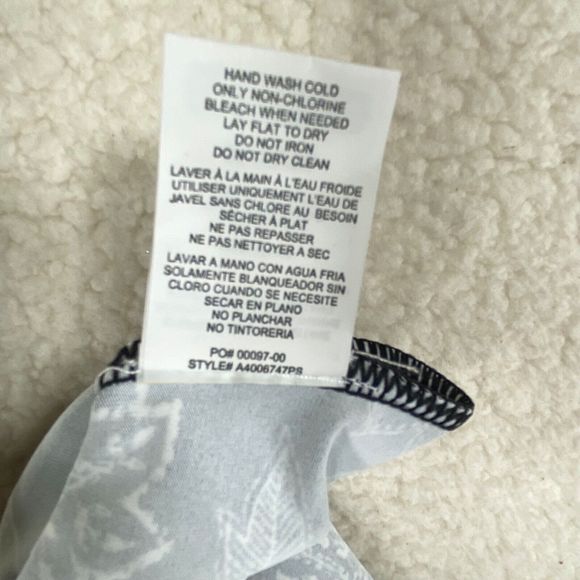 HAND WASH COLD
ONLY NON-CHLORINE
BLEACH WHEN NEEDED
LAY FLAT TO DRY
DO NOT IRON
DO NOT DRY CLEAN
LAVER À LA MAIN À L'EAU FROIDE
UTILISER UNIQUEMENT L'EAU DE
JAVEL SANS CHLORE AU BESOIN
SÉCHER À PLAT
NE PAS REPASSER
NE PAS NETTOYER A SEC
LAVAR A MANO CON AGUA FRIA
SOLAMENTE BLANQUEADOR SIN
CLORO CUANDO SE NECESITE
SECAR EN PLANO
NO PLANCHAR
NO TINTORERIA
PO# 00097-00
STYLE# A4006747PS